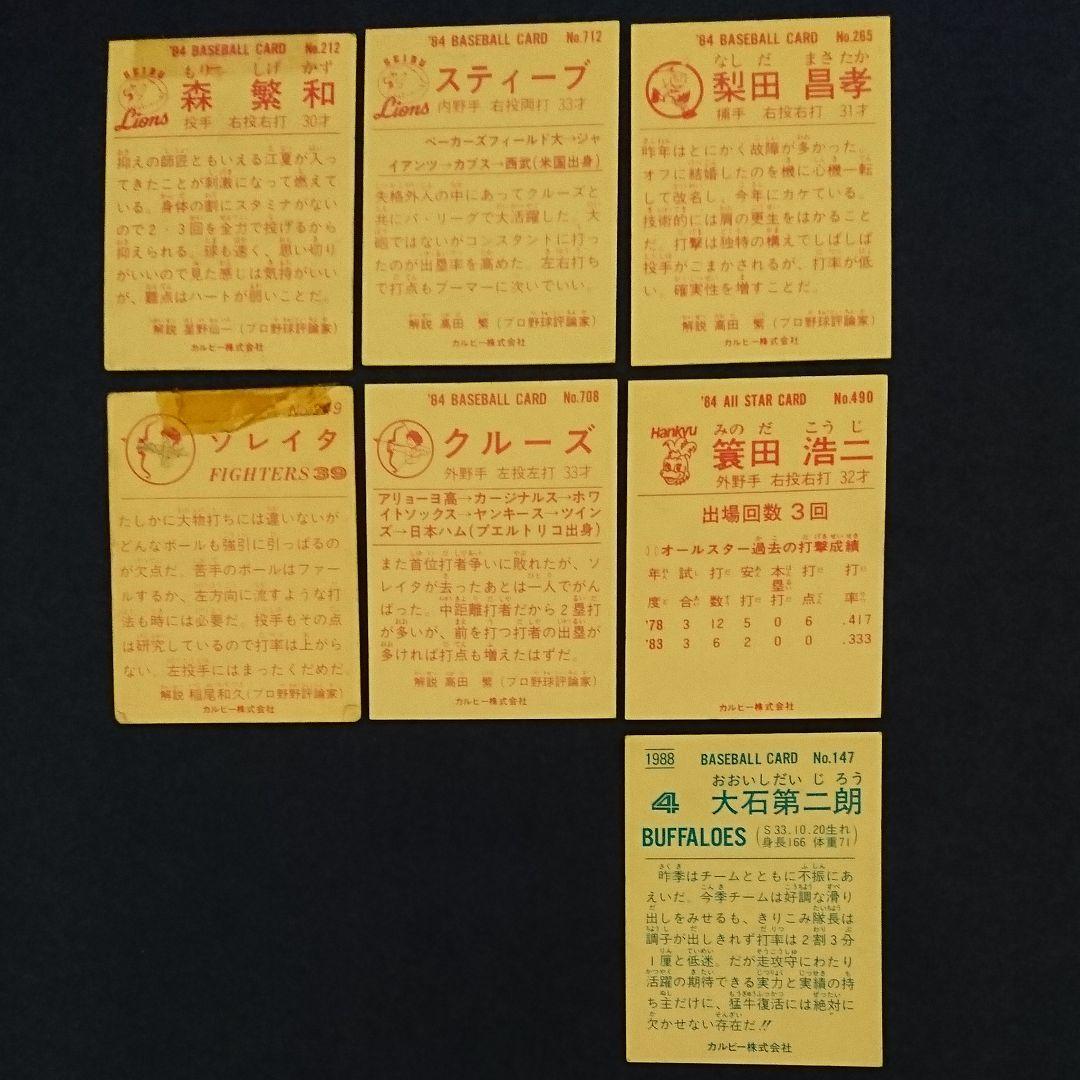 '84 BASEBALL CARD No.212
SEIBU
Lions
もり しげ かず
森 繁 和
投手 右投右打 30才
抑えの師匠ともいえる江夏が入っ
てきたことが刺激になって燃えて
いる。身体の割にスタミナがない
ので2・3回を全力で投げるから
抑えられる。球も速く、思い切り
がいいので見た感じは気持がいい
が、難点はハートが弱いことだ。
解説 星野仙一(プロ野球評論家)
カルビー株式会社
'84 BASEBALL CARD No.712
SEIBU
Lions
スティーブ
内野手 右投両打 33才
ベーカーズフィールド大→ジャ
イアンツ→カブス→西武(米国出身)
失格外人の中にあってクルーズと
共にパ・リーグで大活躍した。大
砲ではないがコンスタントに打っ
たのが出塁率を高めた。左右打ち
で打点もブーマーに次いでいい。
解説 高田 繁(プロ野球評論家)
カルビー株式会社
'84 BASEBALL CARD No.265
なし だ まさたか
梨田 昌孝
捕手 右投右打 31才
昨年はとにかく故障が多かった。
オフに結婚したのを機に心機一転
して改名し、今年にカケている。
技術的には肩の更生をはかること
だ。打撃は独特の構えでしばしば
投手がごまかされるが、打率が低
い。確実性を増すことだ。
解説 高田 繁(プロ野球評論家)
カルビー株式会社
ソレイタ
FIGHTERS 39
たしかに大物打ちには違いないが
どんなボールも強引に引っぱるの
が欠点だ。苦手のボールはファー
ルするか、左方向に流すような打
法も時には必要だ。投手もその点
は研究しているので打率は上がら
ない。左投手にはまったくだめだ。
解説 稲尾和久(プロ野野評論家)
カルビー株式会社
'84 BASEBALL CARD No.708
クルーズ
外野手 左投左打 33才
アリョーヨ高→カージナルス→ホワ
イトソックス→ヤンキース→ツイン
ズ→日本ハム(プエルトリコ出身)
また首位打者争いに敗れたが、ソ
レイタが去ったあとは一人でがん
ばった。中距離打者だから2塁打
が多いが、前を打つ打者の出塁が
多ければ打点も増えたはずだ。
解説 高田 繁(プロ野球評論家)
カルビー株式会社
'84 All STAR CARD No.490
Hankyu
みの だ こう じ
簑田 浩二
外野手 右投右打 32才
出場回数3回
オールスター過去の打撃成績
年度 試合 打数 安打 本塁打 打点 打率
'78 3 12 5 0 6 .417
'83 3 6 2 0 0 .333
カルビー株式会社
1988 BASEBALL CARD No.147
おおいしだい じ ろう
4 大石第二朗
BUFFALOES (S33.10.20生れ
身長166 体重71)
昨季はチームとともに不振にあ
えいだ。今季チームは好調な滑り
出しをみせるも、きりこみ隊長は
調子が出しきれず打率は2割3分
1厘と低迷。だが走攻守にわたり
活躍の期待できる実力と実績の持
ち主だけに、猛牛復活には絶対に
欠かせない存在だ!!
カルビー株式会社